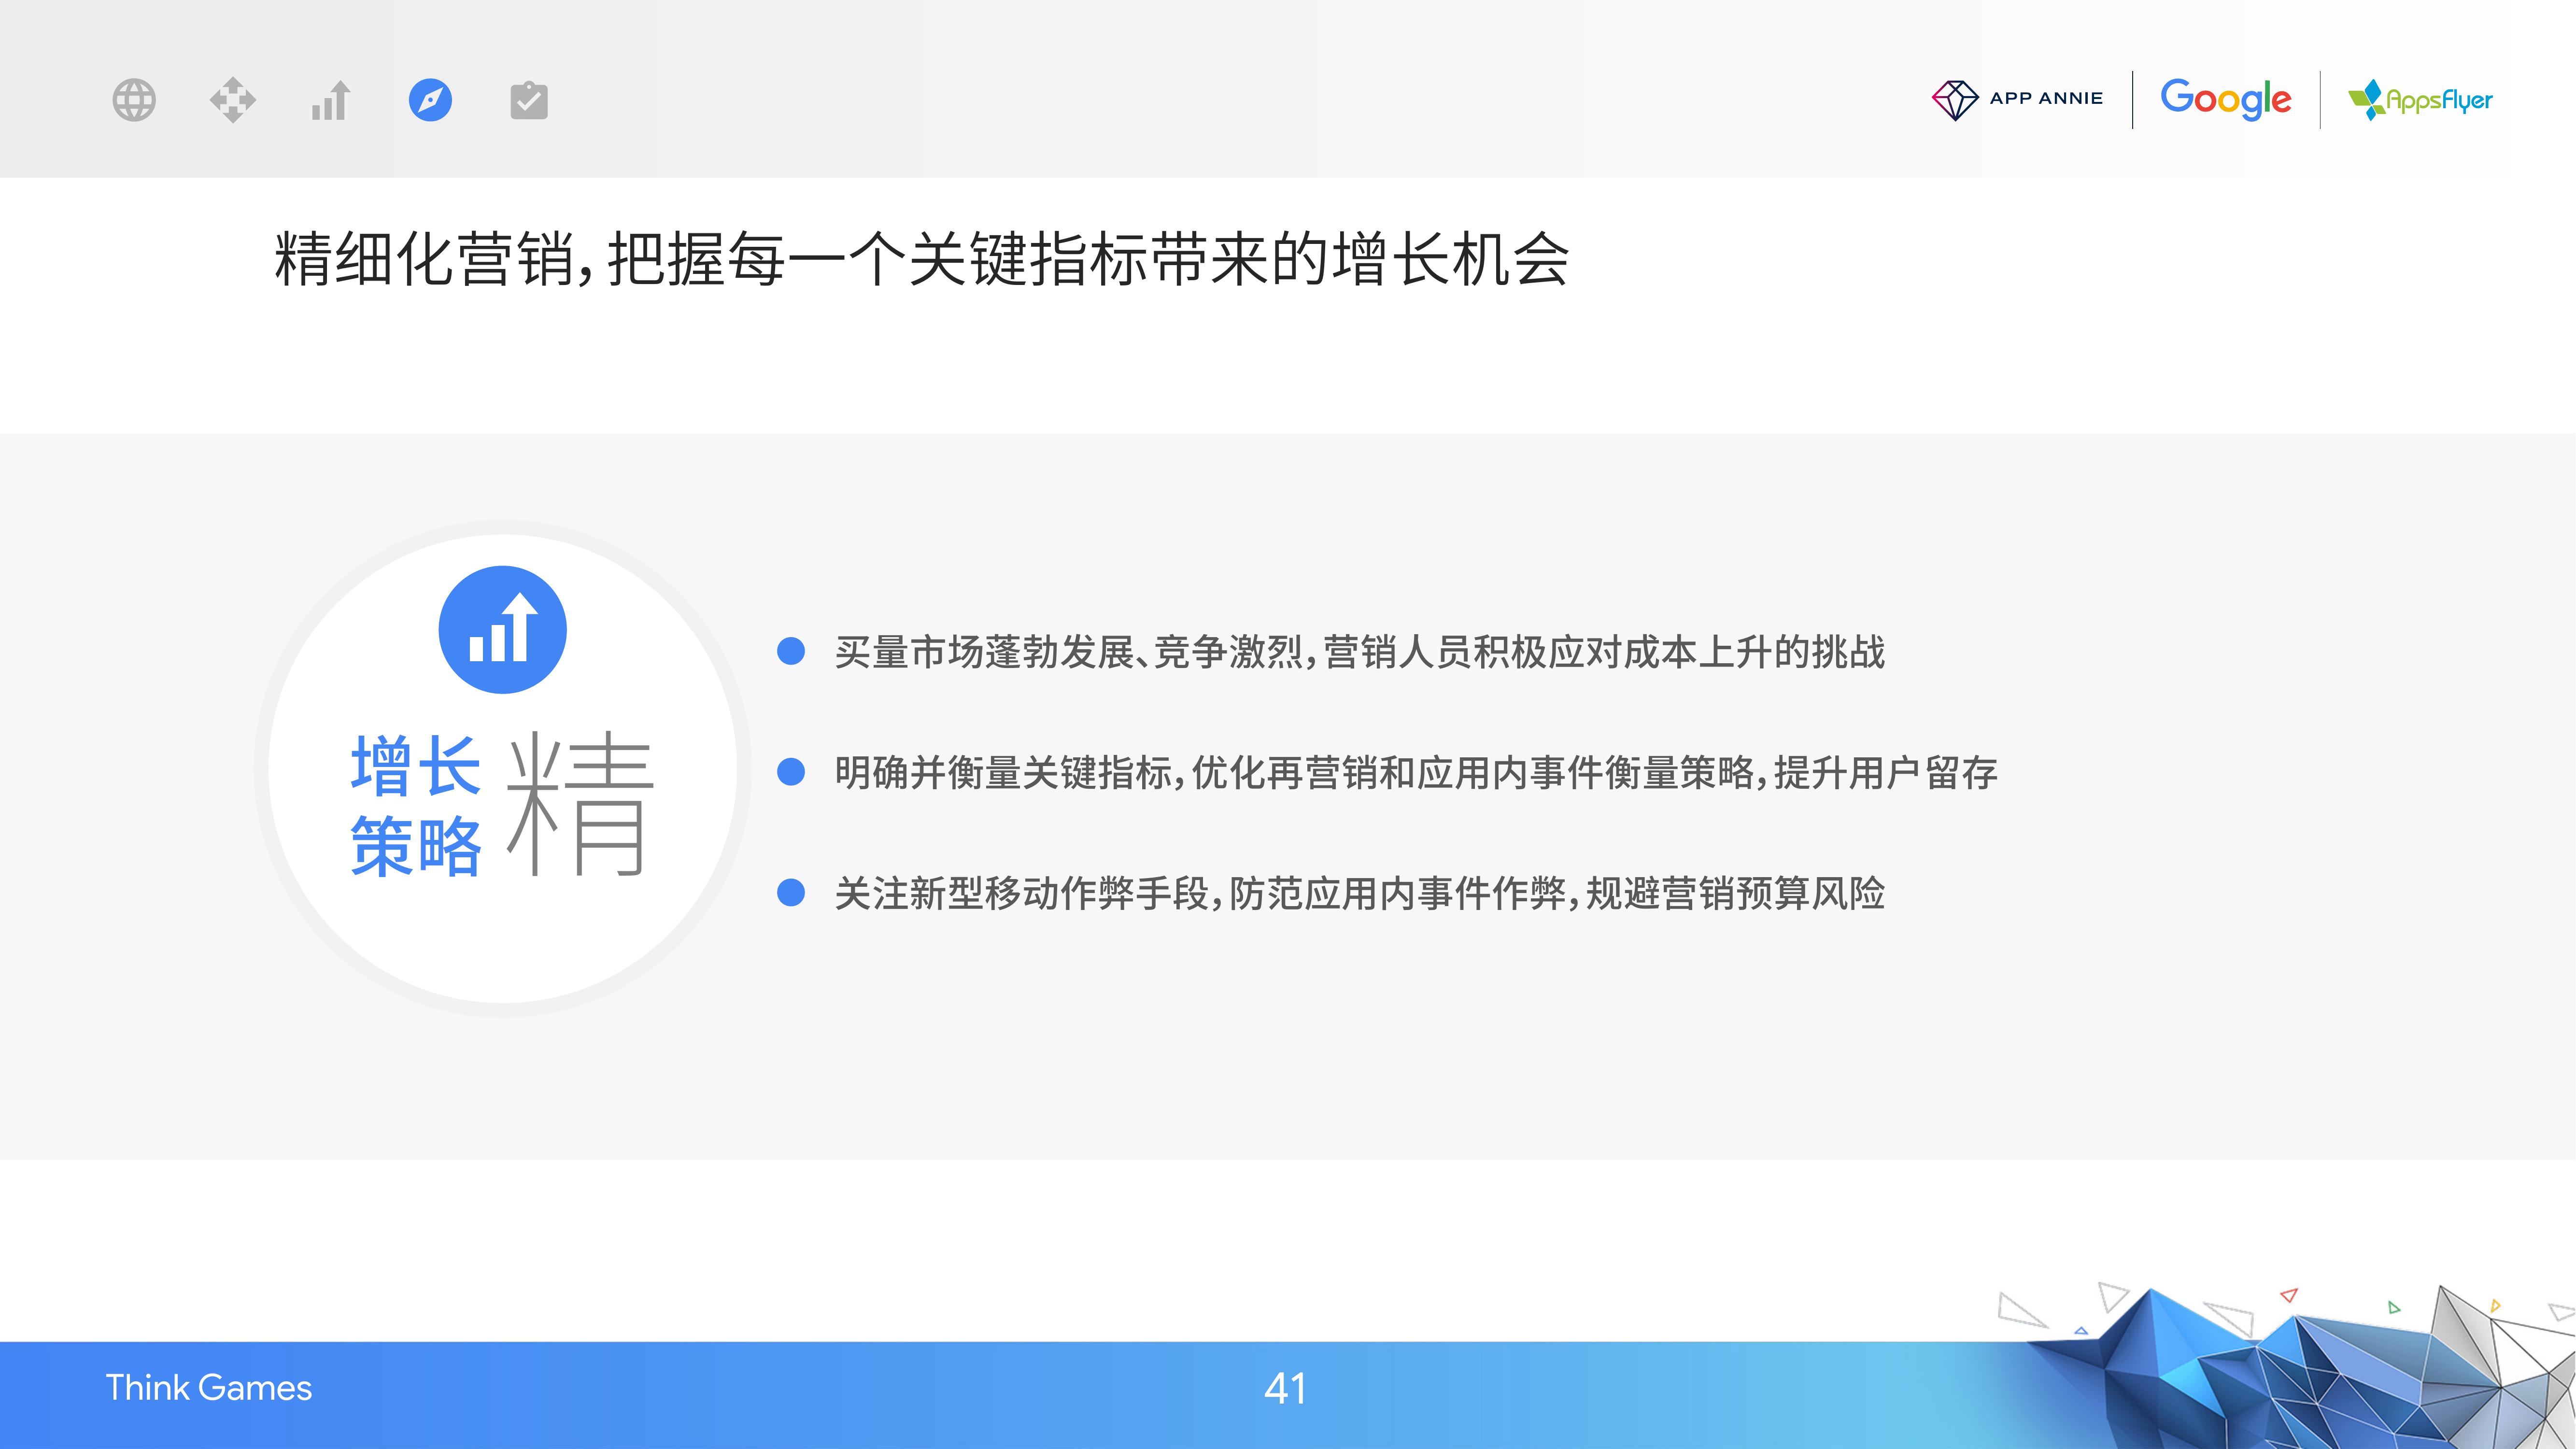 APP ANNIE
Google
AppsFlyer
精细化营销，把握每一个关键指标带来的增长机会
增长
策略
精
买量市场蓬勃发展、竞争激烈，营销人员积极应对成本上升的挑战
明确并衡量关键指标，优化再营销和应用内事件衡量策略，提升用户留存
关注新型移动作弊手段，防范应用内事件作弊，规避营销预算风险
Think Games
41